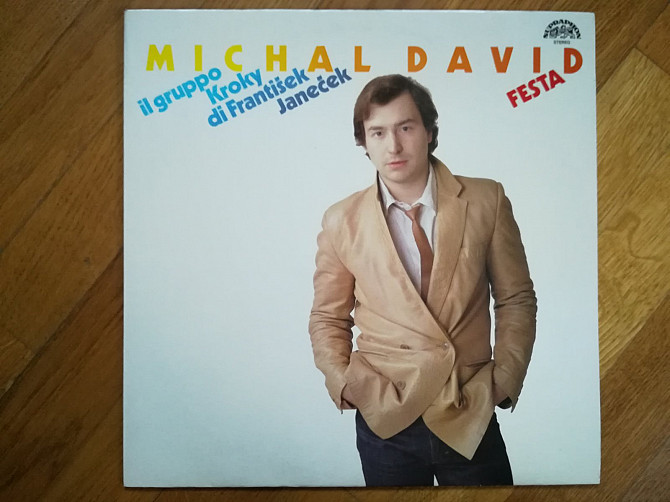 SUPRAPHON
STEREO
MICHAL DAVID
il gruppo
Kroky
di František
Janeček
FESTA